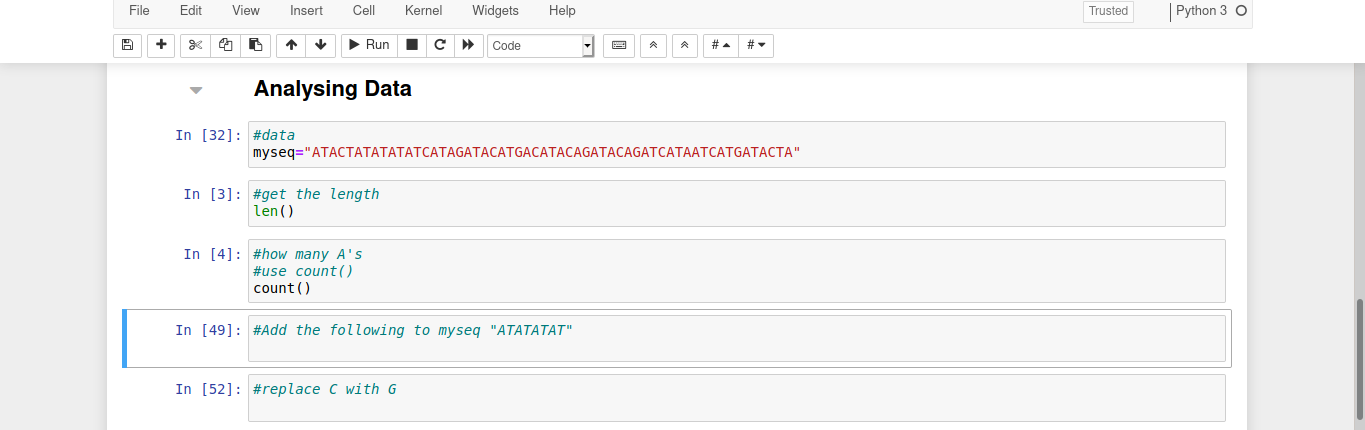 File Edit View Insert Cell Kernel Widgets Help Trusted Python 3
Run Code # #
Analysing Data
In [32]: #data
myseq="ATACTATATATATCATAGATACATGACATACAGATACAGATCATAATCATGATACTA"
In [3]: #get the length
len()
In [4]: #how many A's
#use count()
count()
In [49]: #Add the following to myseq "ATATATAT"
In [52]: #replace C with G